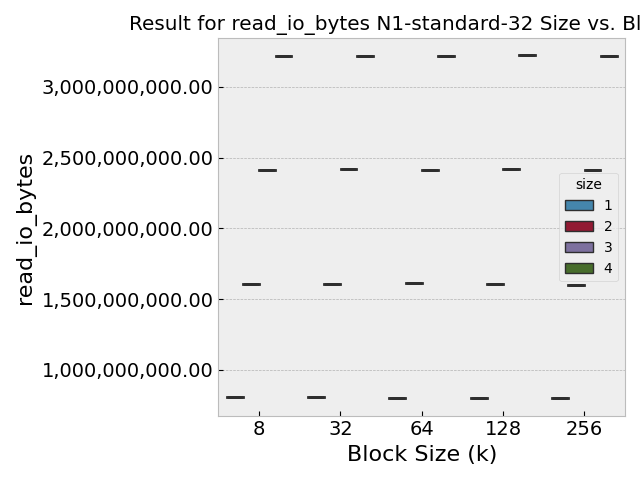 Result for read_io_bytes N1-standard-32 Size vs. Bl
3,000,000,000.00
2,500,000,000.00
2,000,000,000.00
1,500,000,000.00
1,000,000,000.00
read_io_bytes
size
1
2
3
4
8 32 64 128 256
Block Size (k)